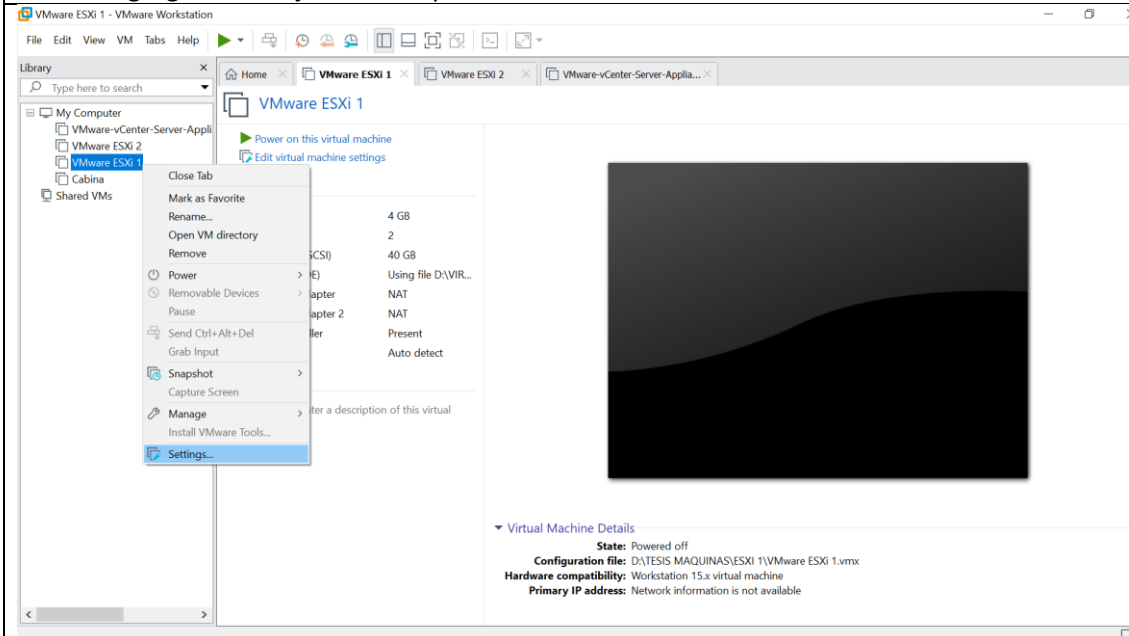 VMware ESXi 1 - VMware Workstation
File Edit View VM Tabs Help
Library
Type here to search
My Computer
VMware-vCenter-Server-Appli
VMware ESXi 2
VMware ESXi 1
Cabina
Shared VMs
Home
VMware ESXi 1
VMware ESXi 2
VMware-vCenter-Server-Applia...
VMware ESXi 1
Power on this virtual machine
Edit virtual machine settings
Close Tab
Mark as Favorite
Rename...
Open VM directory
Remove
Power
Removable Devices
Pause
Send Ctrl+Alt+Del
Grab Input
Snapshot
Capture Screen
Manage
Install VMware Tools...
Settings...
4 GB
2
SCSI) 40 GB
E) Using file D:\VIR...
apter NAT
apter 2 NAT
ller Present
Auto detect
ter a description of this virtual
Virtual Machine Details
State: Powered off
Configuration file: D:\TESIS MAQUINAS\ESXI 1\VMware ESXi 1.vmx
Hardware compatibility: Workstation 15.x virtual machine
Primary IP address: Network information is not available